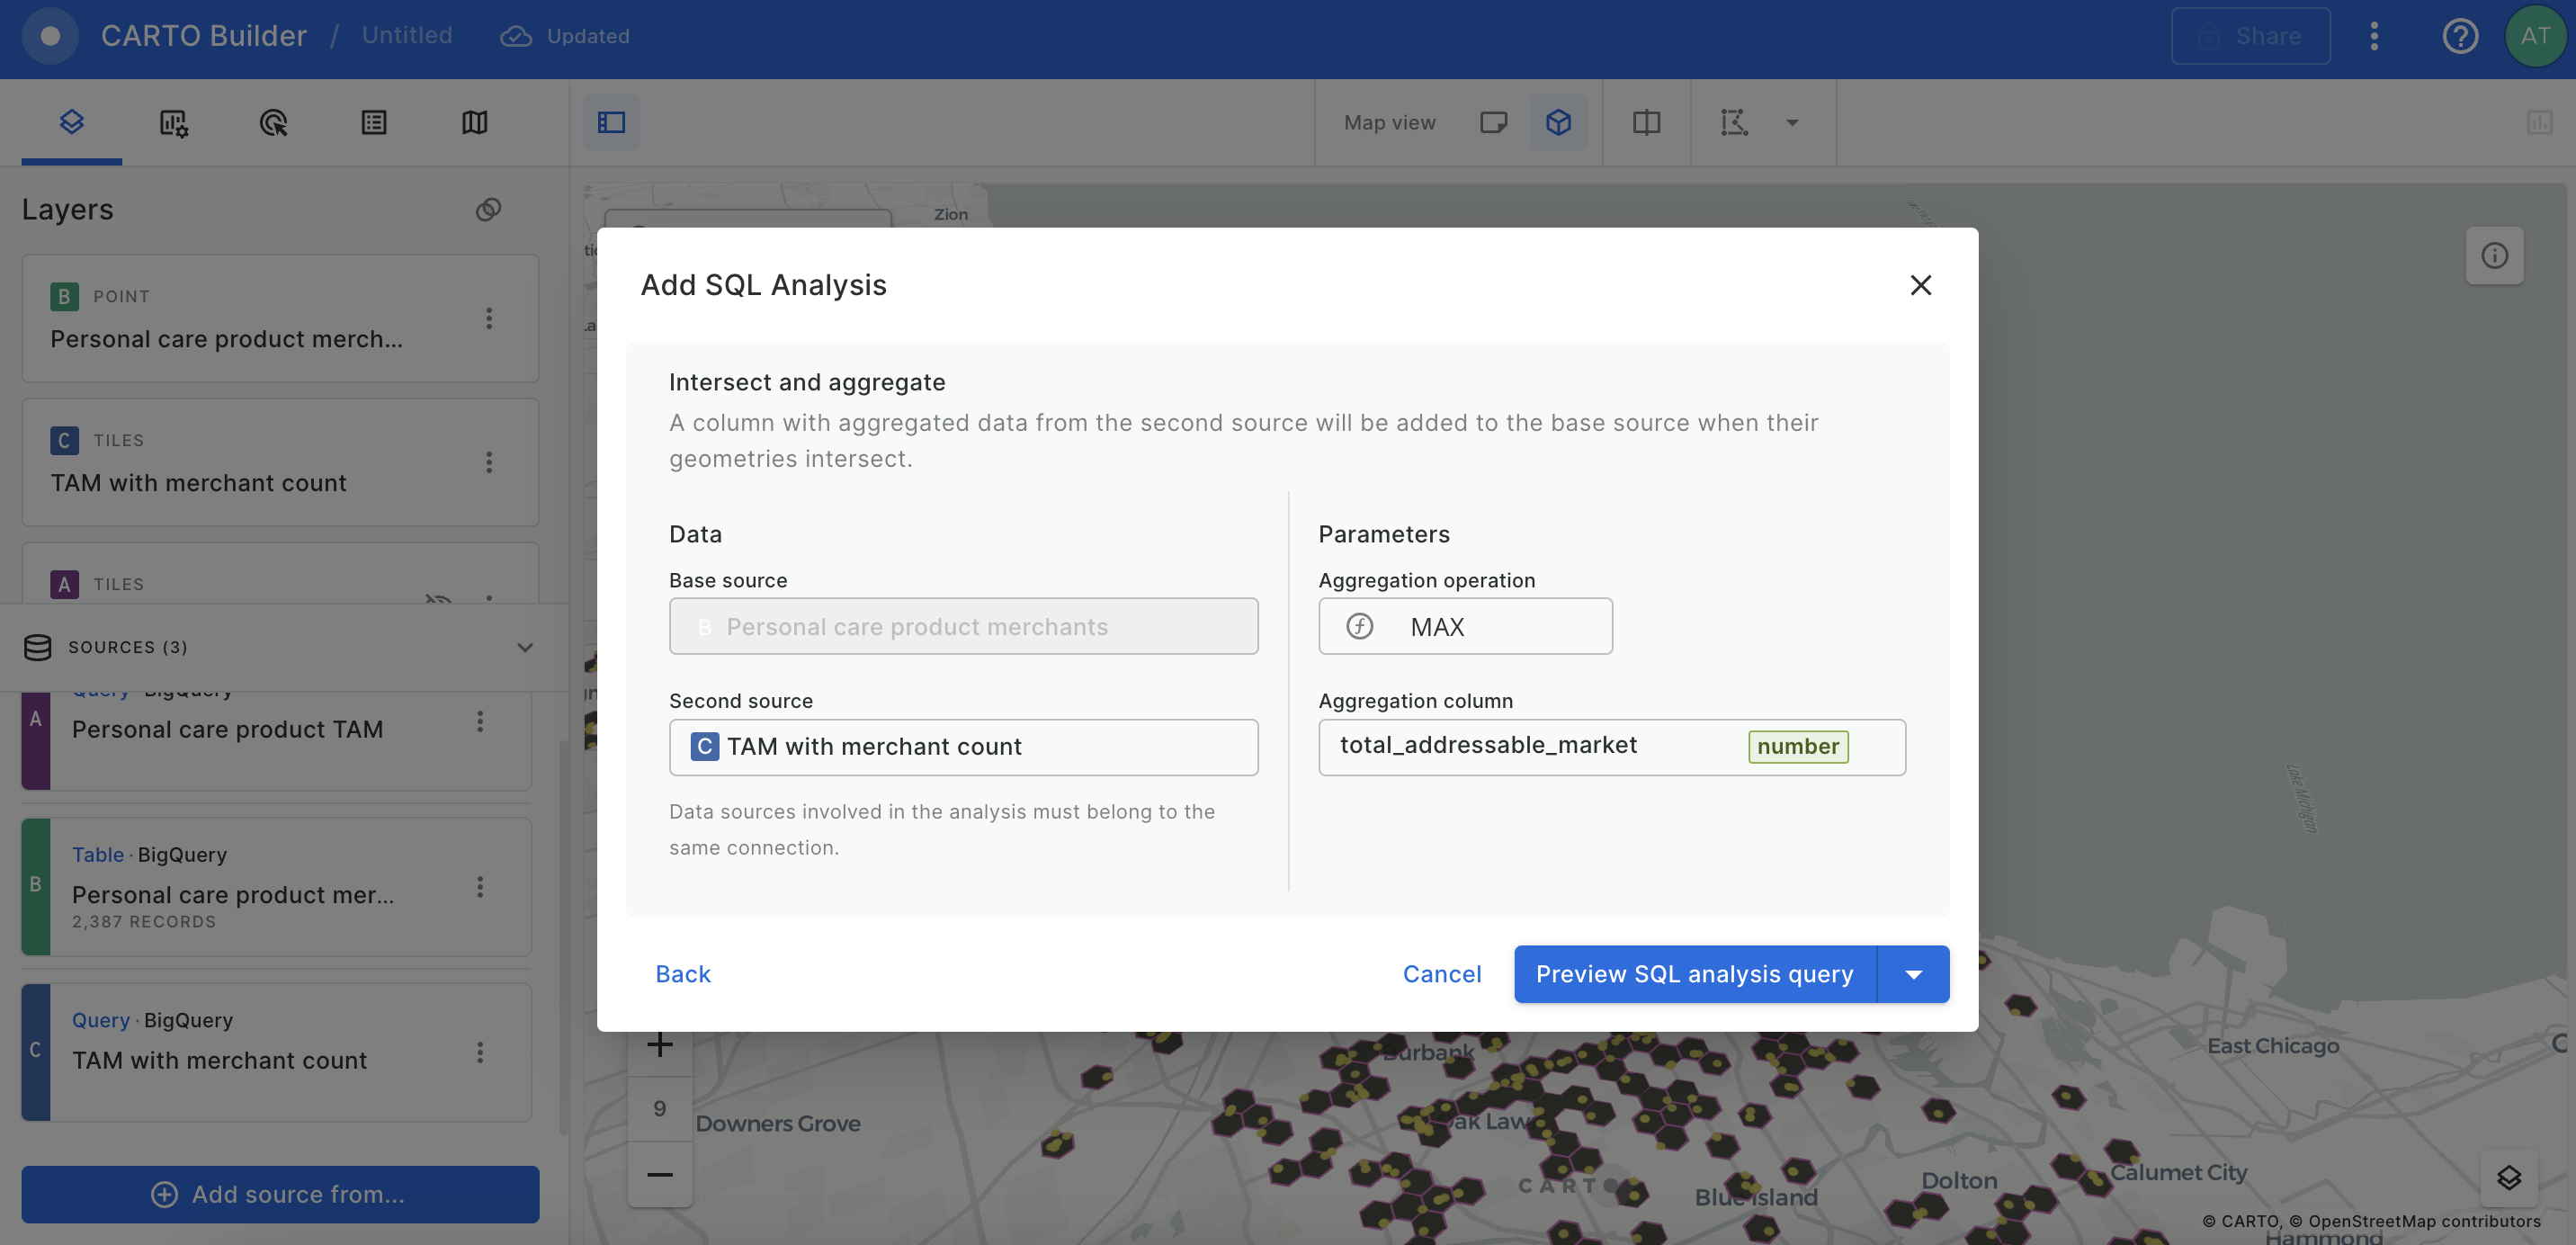 CARTO Builder / Untitled Updated
Share
AT
Map view
Layers
B POINT
Personal care product merch...
C TILES
TAM with merchant count
A TILES
SOURCES (3)
Query · BigQuery
A
Personal care product TAM
Table · BigQuery
B
Personal care product mer...
2,387 RECORDS
Query · BigQuery
C
TAM with merchant count
Add source from...
Zion
Add SQL Analysis
Intersect and aggregate
A column with aggregated data from the second source will be added to the base source when their
geometries intersect.
Data
Base source
B Personal care product merchants
Second source
C TAM with merchant count
Data sources involved in the analysis must belong to the
same connection.
Parameters
Aggregation operation
MAX
Aggregation column
total_addressable_market number
Back
Cancel
Preview SQL analysis query
Lake Michigan
9
Burbank
East Chicago
Downers Grove
Oak Law
Calumet City
Dolton
CARTO
Blue Island
© CARTO, © OpenStreetMap contributors
Hammond